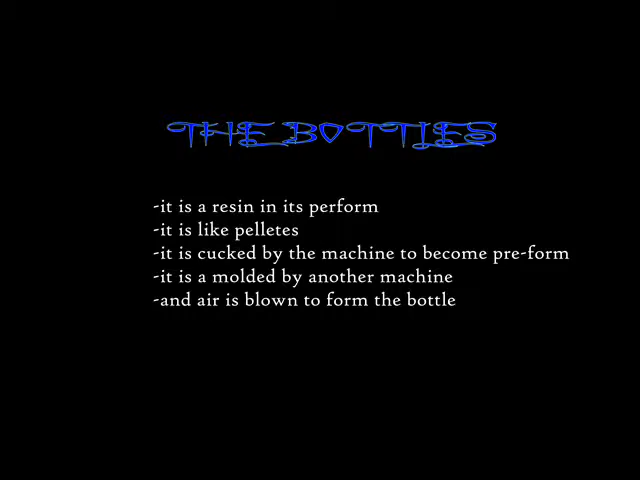 THE BOTTLES
-it is a resin in its perform
-it is like pelletes
-it is cucked by the machine to become pre-form
-it is a molded by another machine
-and air is blown to form the bottle